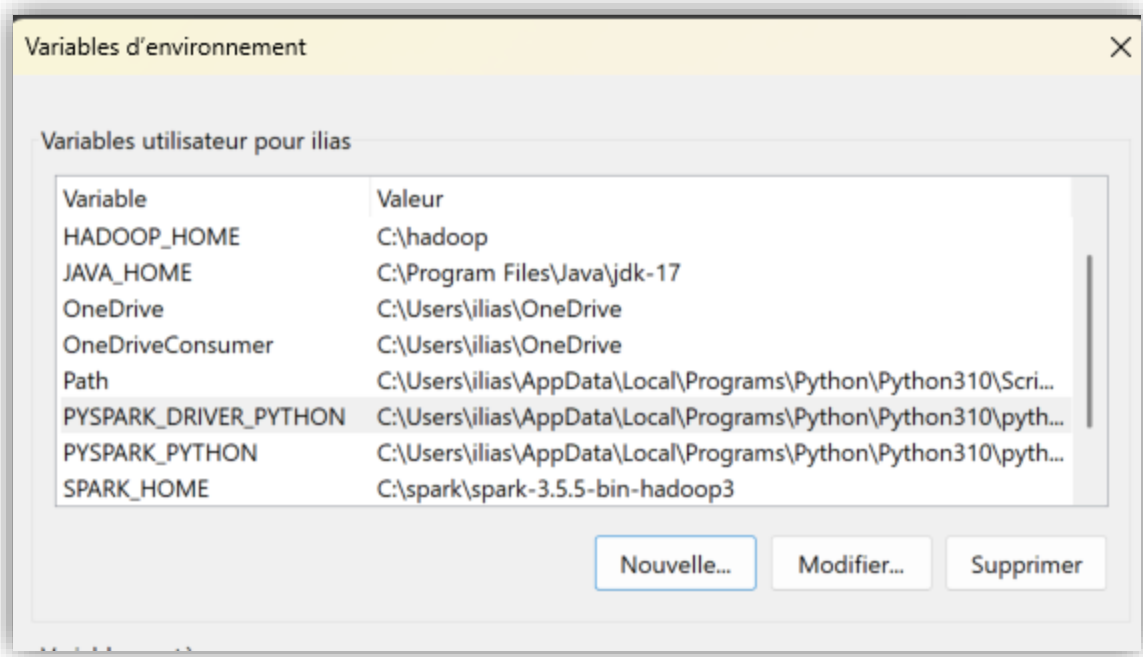 Variables d'environnement
Variables utilisateur pour ilias
Variable Valeur
HADOOP_HOME C:\hadoop
JAVA_HOME C:\Program Files\Java\jdk-17
OneDrive C:\Users\ilias\OneDrive
OneDriveConsumer C:\Users\ilias\OneDrive
Path C:\Users\ilias\AppData\Local\Programs\Python\Python310\Scri...
PYSPARK_DRIVER_PYTHON C:\Users\ilias\AppData\Local\Programs\Python\Python310\pyth...
PYSPARK_PYTHON C:\Users\ilias\AppData\Local\Programs\Python\Python310\pyth...
SPARK_HOME C:\spark\spark-3.5.5-bin-hadoop3
Nouvelle... Modifier... Supprimer